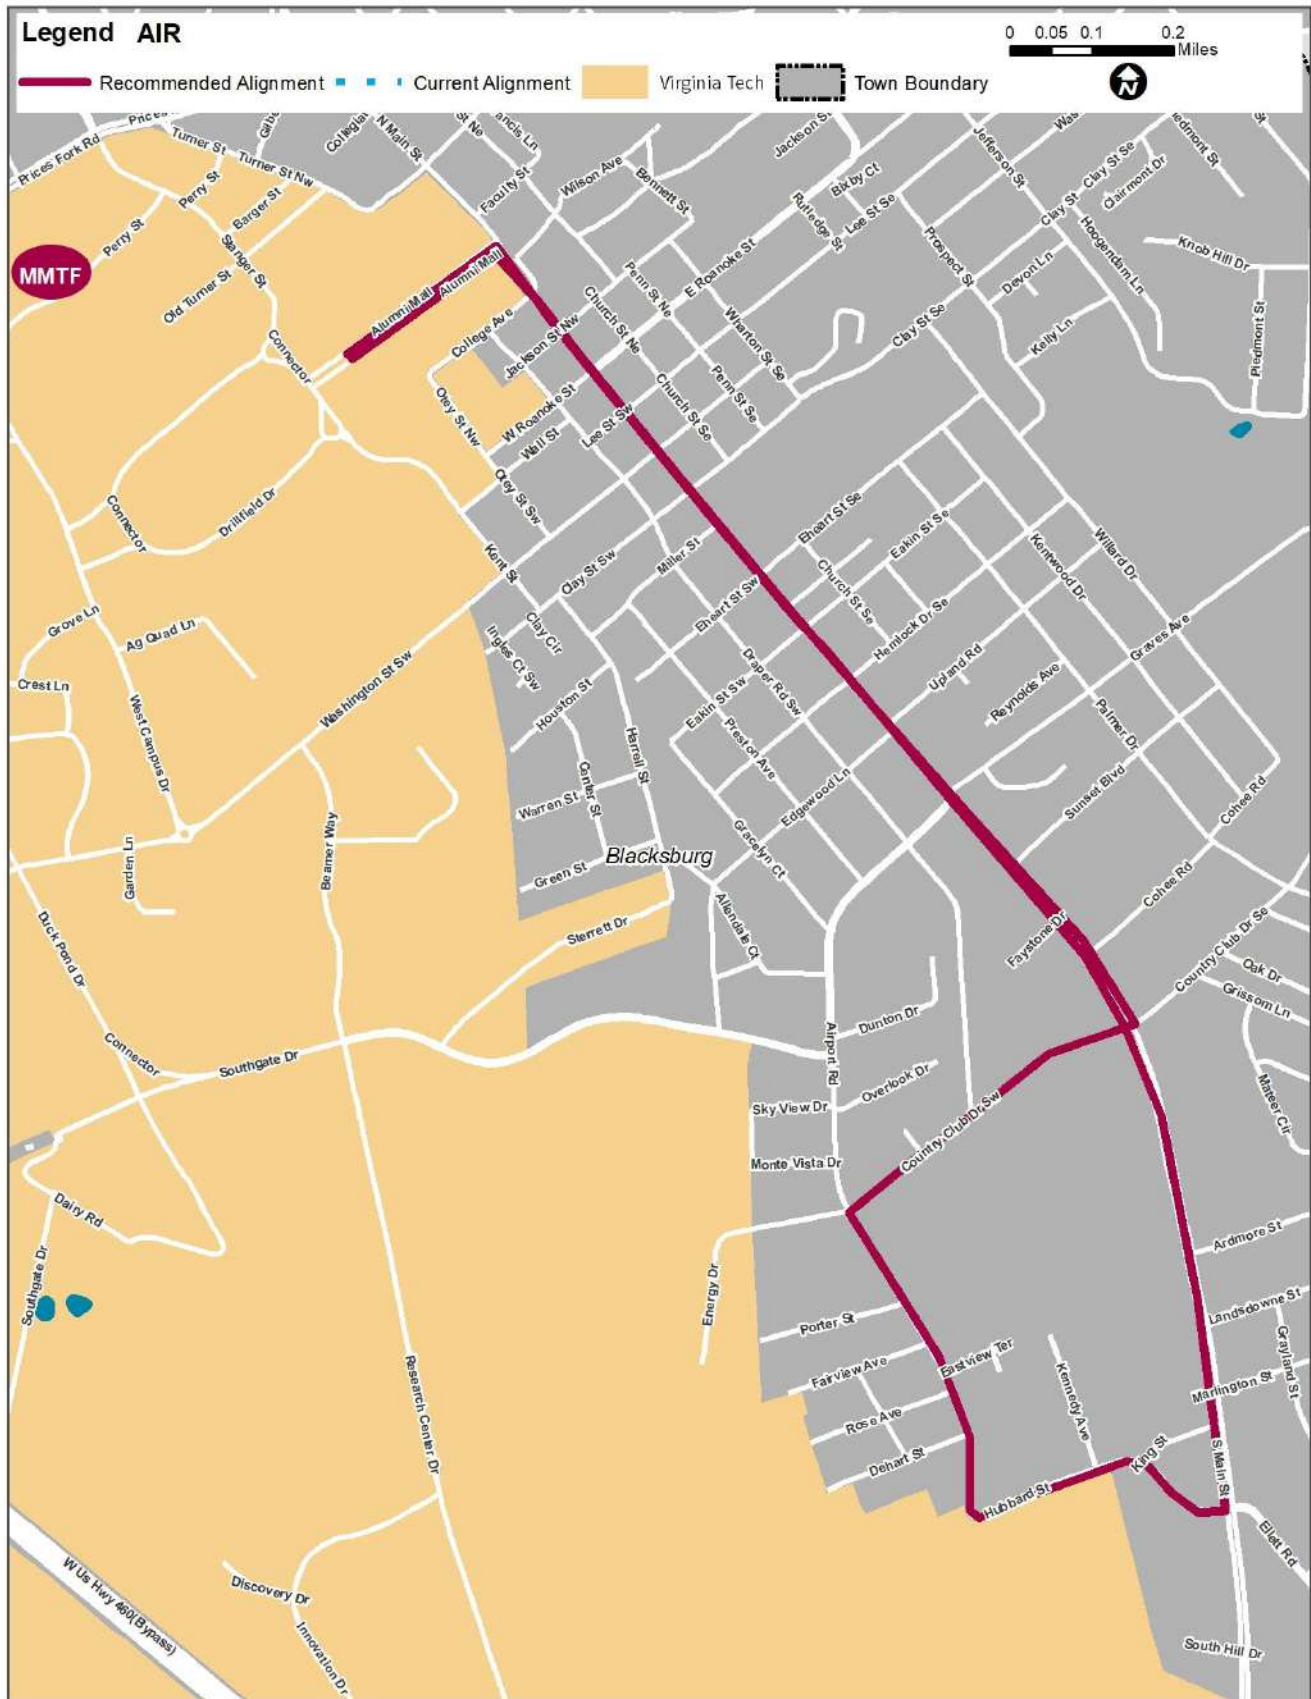 Legend AIR
0 0.05 0.1 0.2
Miles
Recommended Alignment
Current Alignment
Virginia Tech
Town Boundary
N
Prices Fork Rd
Turner St
Turner St Nw
N Main St
St Ne
Wilson Ave
Bennett St
Faculty St
Jackson St
Bixby Ct
Rutledge St
Lee St Se
Jefferson St
Clay St Se
Clairmont Dr
Clay St
Hoogendam Ln
Knob Hill Dr
Piedmont St
Perry St
Perry St
Barger St
Stanger St
Old Turner St
MMTF
Alumni Mall
Alumni Mall
College Ave
Jackson St Nw
Church St Ne
Penn St Ne
E Roanoke St
Wharton St Se
Prospect St
Devon Ln
Kelly Ln
Clay St Se
Connector
Otey St Nw
W Roanoke St
Wall St
Lee St Sw
Church St Se
Penn St Se
Otey St Sw
Connector
Drillfield Dr
Kent St
Clay St Sw
Miller St
Eheart St Se
Eakin St Se
Kentwood Dr
Willard Dr
Eheart St Sw
Church St Se
Hemlock Dr Se
Graves Ave
Grove Ln
Ag Quad Ln
Clay Cir
Ingles Ct Sw
Crest Ln
Washington St Sw
Houston St
Draper Rd Sw
Eakin St Sw
Upland Rd
Reynolds Ave
Palmer Dr
West Campus Dr
Harrell St
Preston Ave
Center St
Warren St
Edgewood Ln
Sunset Blvd
Cohee Rd
Beamer Way
Garden Ln
Gracelyn Ct
Blacksburg
Green St
Allendale Ct
Cohee Rd
Faystone Dr
Sterrett Dr
Duck Pond Dr
Country Club Dr Se
Oak Dr
Grissom Ln
Dunton Dr
Airport Rd
Connector
Southgate Dr
Overlook Dr
Sky View Dr
Mateer Cir
Country Club Dr Sw
Monte Vista Dr
Dairy Rd
Southgate Dr
Energy Dr
Ardmore St
Landsdowne St
Porter St
Grayland St
Fairview Ave
Eastview Ter
Kennedy Ave
Marlington St
Research Center Dr
Rose Ave
Dehart St
King St
S Main St
Hubbard St
Ellett Rd
W Us Hwy 460(Bypass)
Discovery Dr
Innovation Dr
South Hill Dr